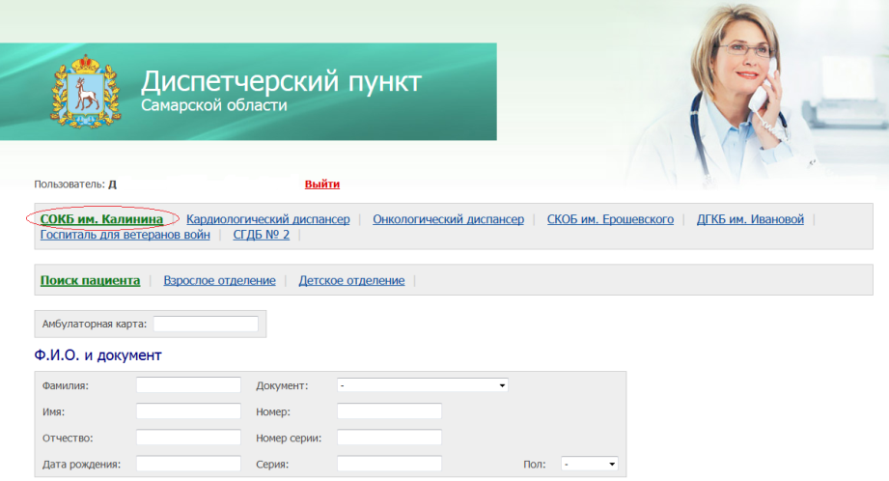 Диспетчерский пункт
Самарской области
Пользователь: Д
Выйти
СОКБ им. Калинина | Кардиологический диспансер | Онкологический диспансер | СКОБ им. Ерошевского | ДГКБ им. Ивановой |
Госпиталь для ветеранов войн | СГДБ № 2 |
Поиск пациента | Взрослое отделение | Детское отделение |
Амбулаторная карта:
Ф.И.О. и документ
Фамилия: Документ: -
Имя: Номер:
Отчество: Номер серии:
Дата рождения: Серия: Пол: -